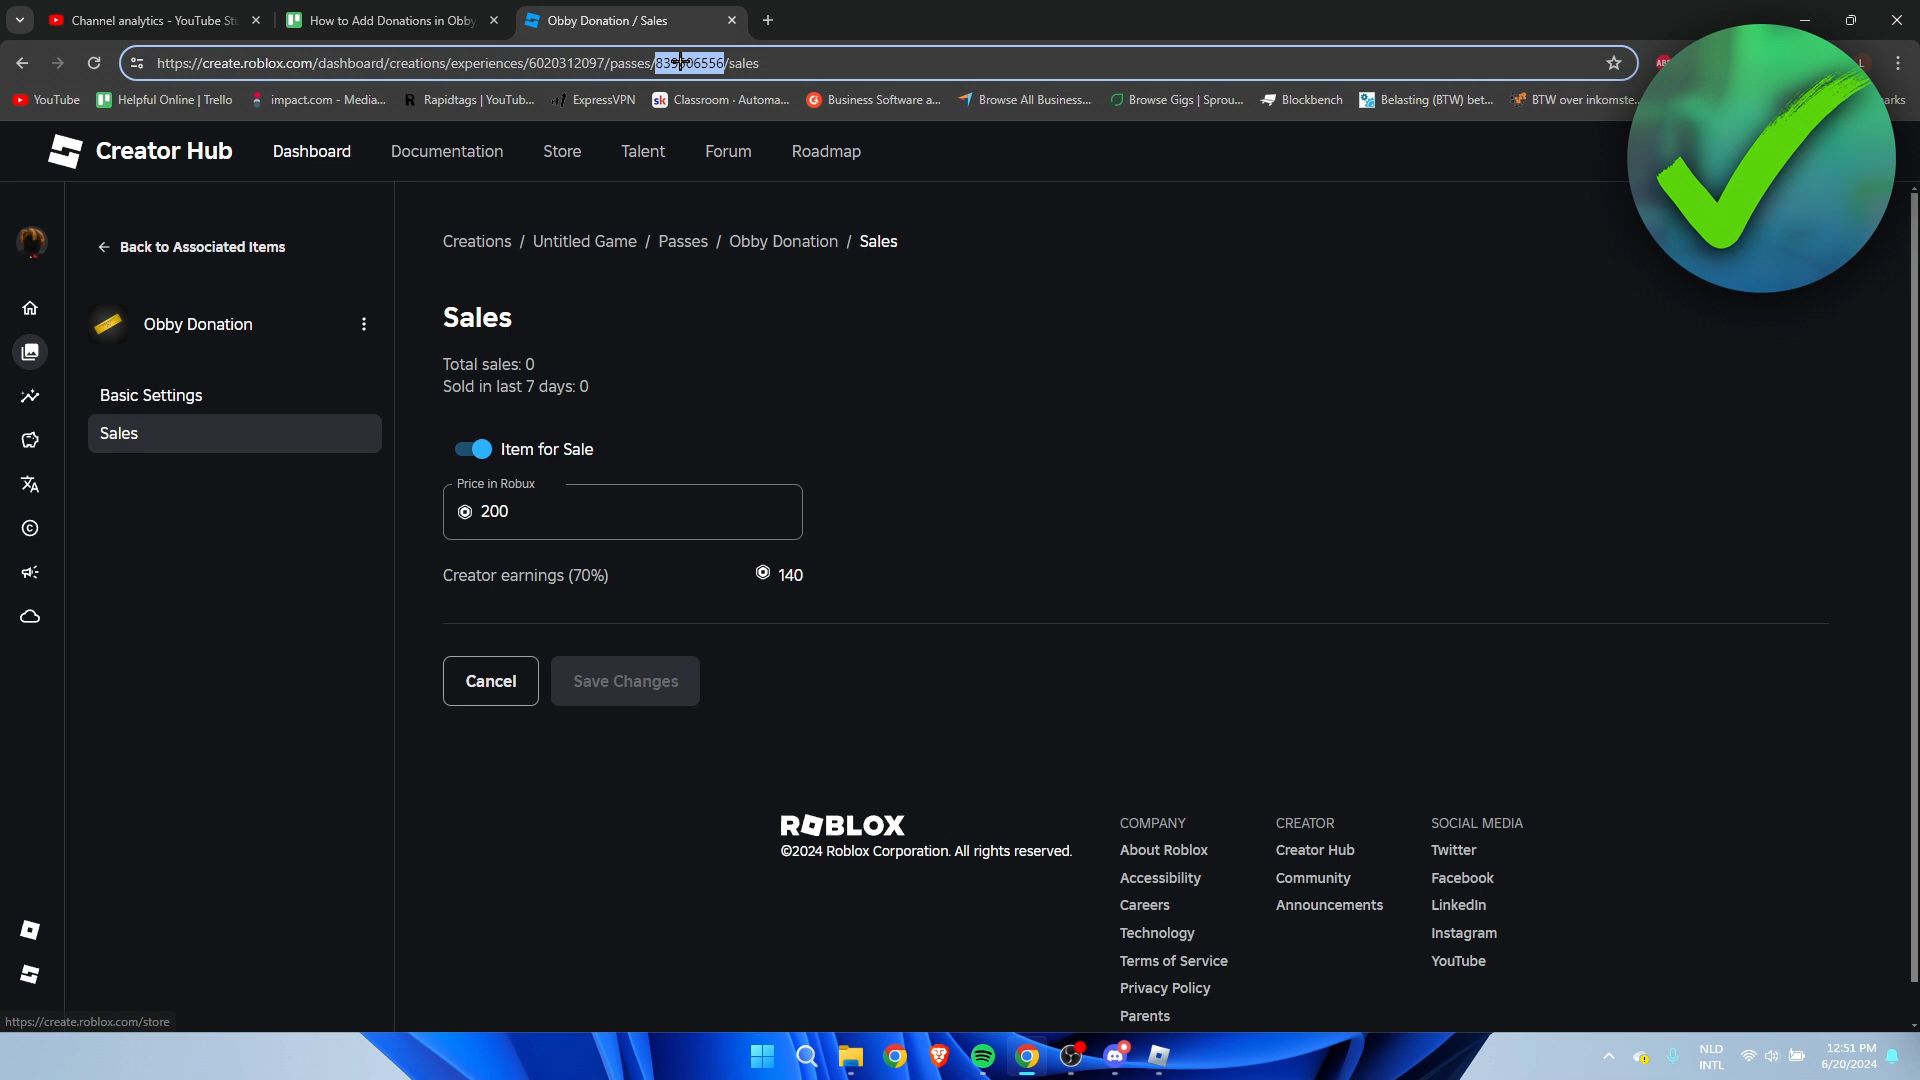 Channel analytics - YouTube St
How to Add Donations in Obby
Obby Donation / Sales
https://create.roblox.com/dashboard/creations/experiences/6020312097/passes/ /sales
YouTube
Helpful Online | Trello
impact.com - Media...
Rapidtags | YouTub...
ExpressVPN
Classroom · Automa...
Business Software a...
Browse All Business...
Browse Gigs | Sprou...
Blockbench
Belasting (BTW) bet...
BTW over inkomste...
arks
Creator Hub
Dashboard
Documentation
Store
Talent
Forum
Roadmap
Back to Associated Items
Obby Donation
Basic Settings
Sales
Creations / Untitled Game / Passes / Obby Donation / Sales
Sales
Total sales: 0
Sold in last 7 days: 0
Item for Sale
Price in Robux
200
Creator earnings (70%)
140
Cancel
Save Changes
ROBLOX
©2024 Roblox Corporation. All rights reserved.
COMPANY
About Roblox
Accessibility
Careers
Technology
Terms of Service
Privacy Policy
Parents
CREATOR
Creator Hub
Community
Announcements
SOCIAL MEDIA
Twitter
Facebook
LinkedIn
Instagram
YouTube
https://create.roblox.com/store
NLD
INTL
12:51 PM
6/20/2024